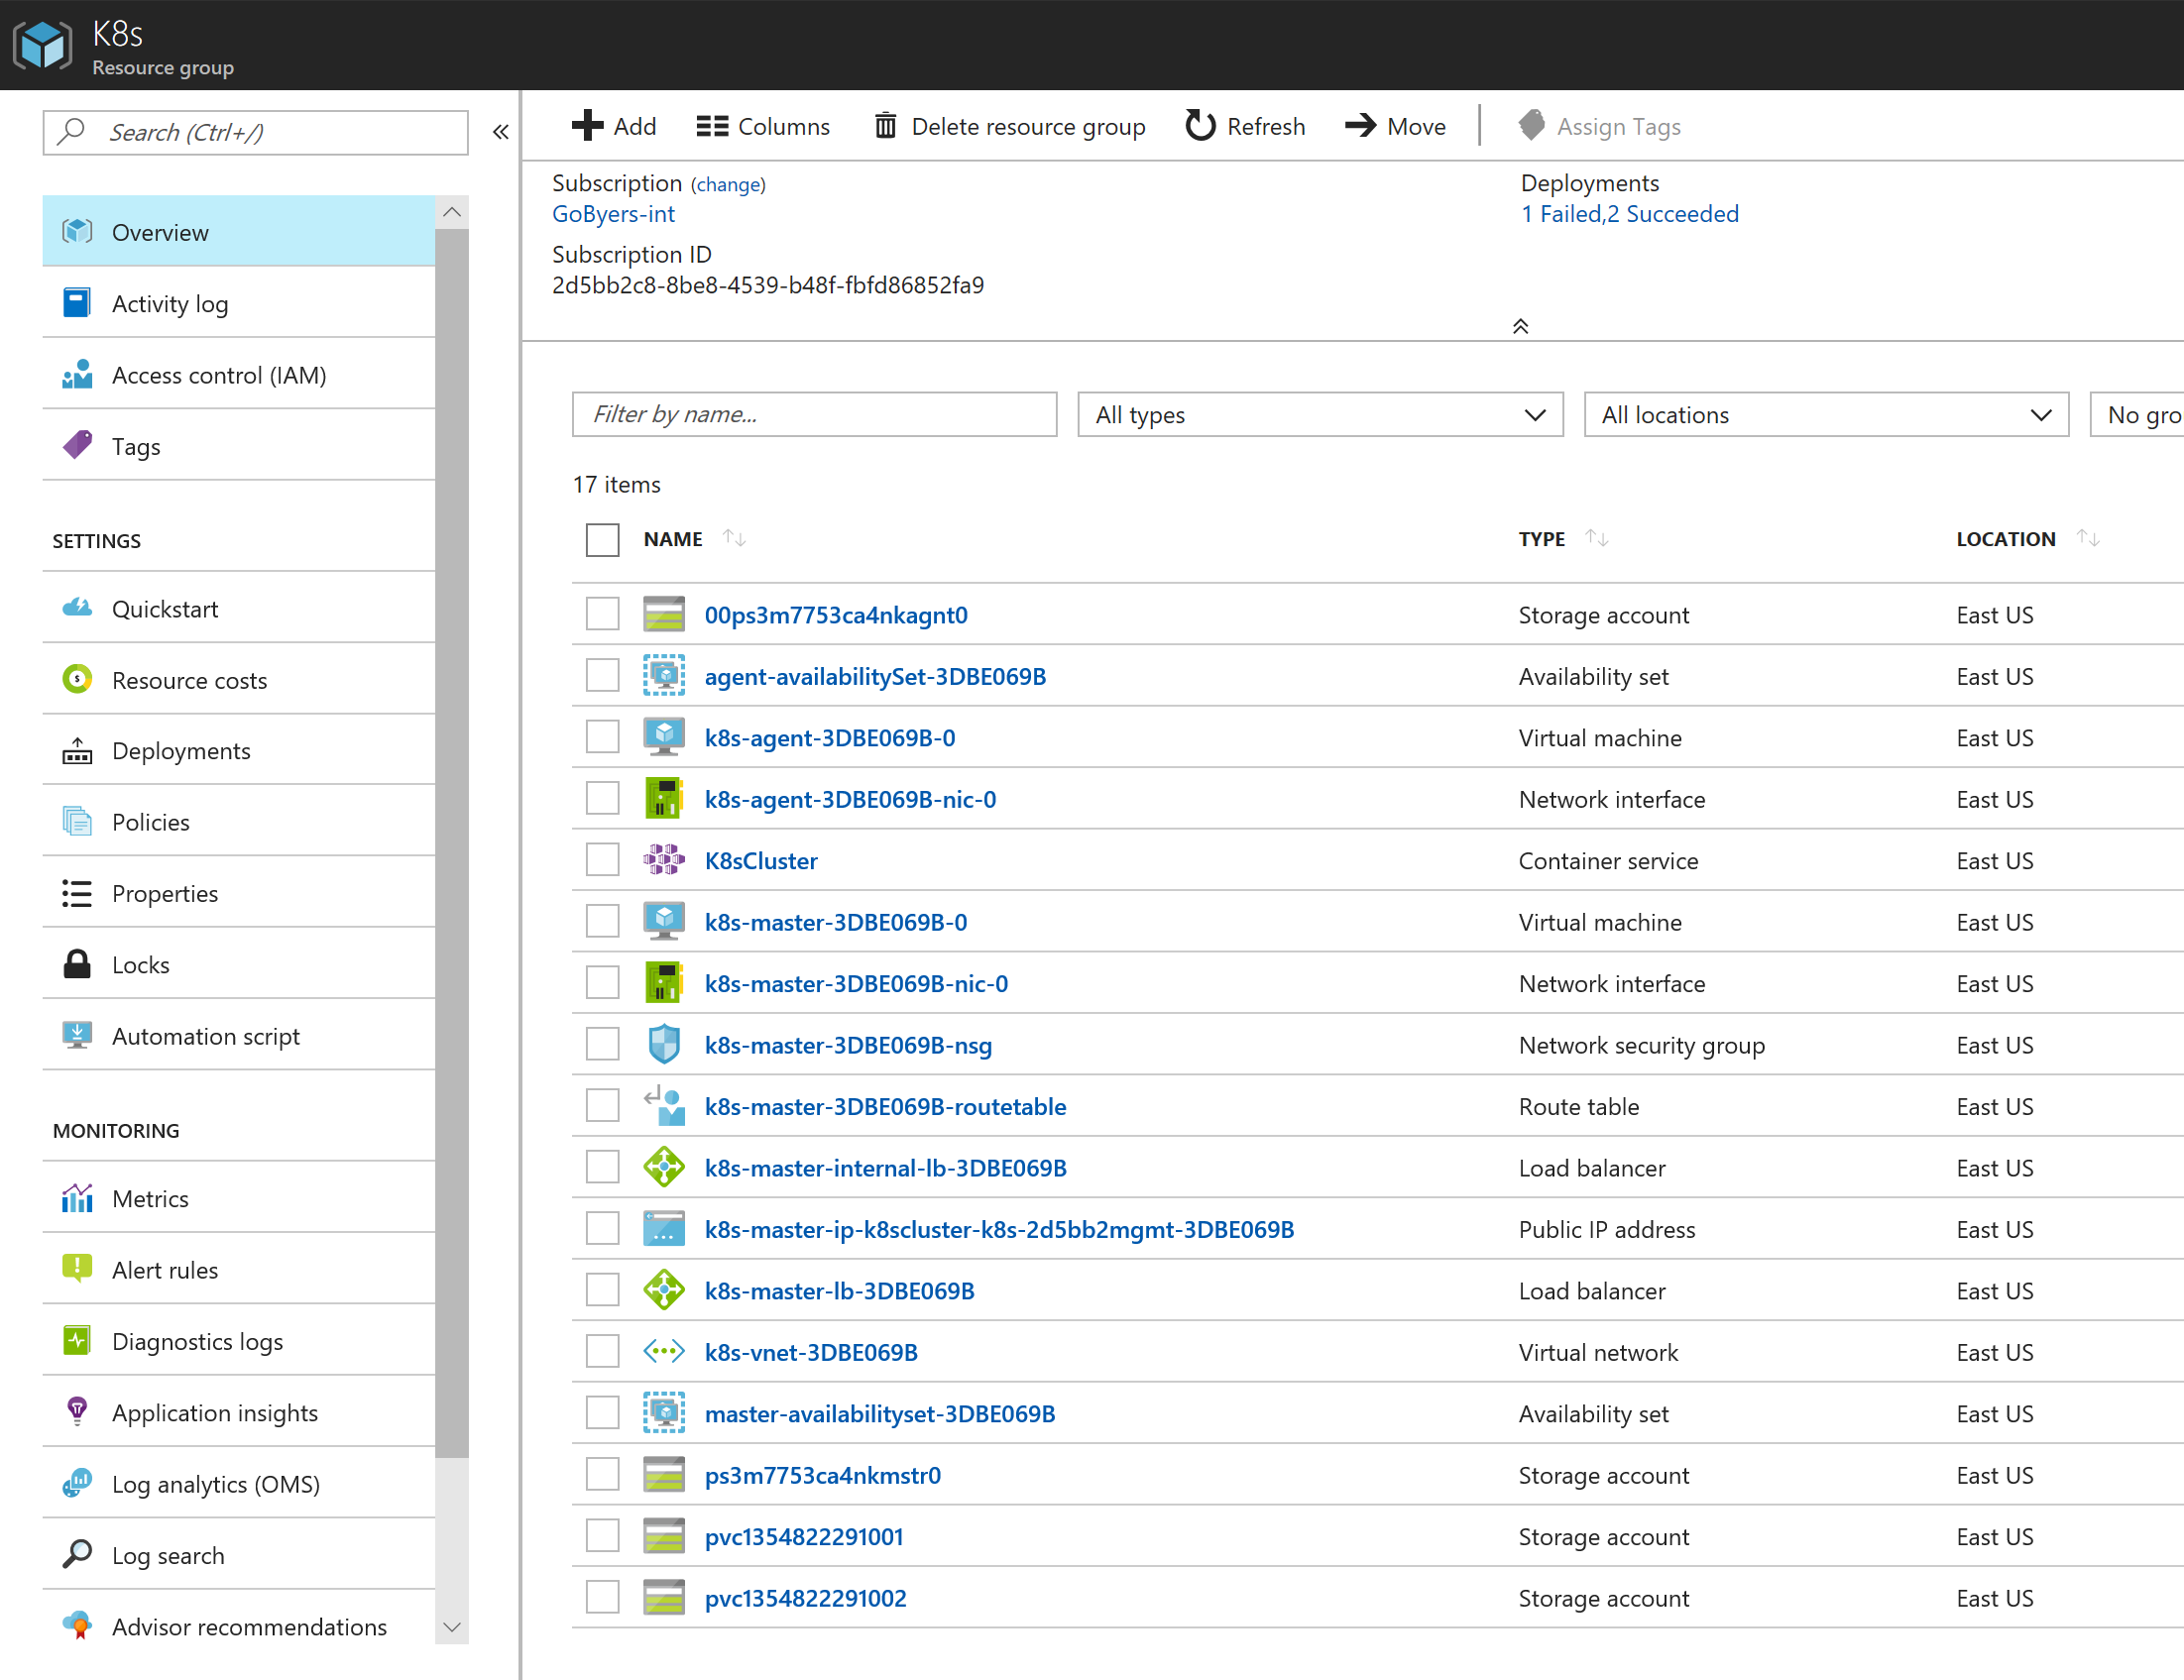 K8s
Resource group
Search (Ctrl+/)
Overview
Activity log
Access control (IAM)
Tags
SETTINGS
Quickstart
Resource costs
Deployments
Policies
Properties
Locks
Automation script
MONITORING
Metrics
Alert rules
Diagnostics logs
Application insights
Log analytics (OMS)
Log search
Advisor recommendations
Add Columns Delete resource group Refresh Move Assign Tags
Subscription (change)
GoByers-int
Subscription ID
2d5bb2c8-8be8-4539-b48f-fbfd86852fa9
Deployments
1 Failed,2 Succeeded
Filter by name... All types All locations No gro
17 items
NAME TYPE LOCATION
00ps3m7753ca4nkagnt0 Storage account East US
agent-availabilitySet-3DBE069B Availability set East US
k8s-agent-3DBE069B-0 Virtual machine East US
k8s-agent-3DBE069B-nic-0 Network interface East US
K8sCluster Container service East US
k8s-master-3DBE069B-0 Virtual machine East US
k8s-master-3DBE069B-nic-0 Network interface East US
k8s-master-3DBE069B-nsg Network security group East US
k8s-master-3DBE069B-routetable Route table East US
k8s-master-internal-lb-3DBE069B Load balancer East US
k8s-master-ip-k8scluster-k8s-2d5bb2mgmt-3DBE069B Public IP address East US
k8s-master-lb-3DBE069B Load balancer East US
k8s-vnet-3DBE069B Virtual network East US
master-availabilityset-3DBE069B Availability set East US
ps3m7753ca4nkmstr0 Storage account East US
pvc1354822291001 Storage account East US
pvc1354822291002 Storage account East US